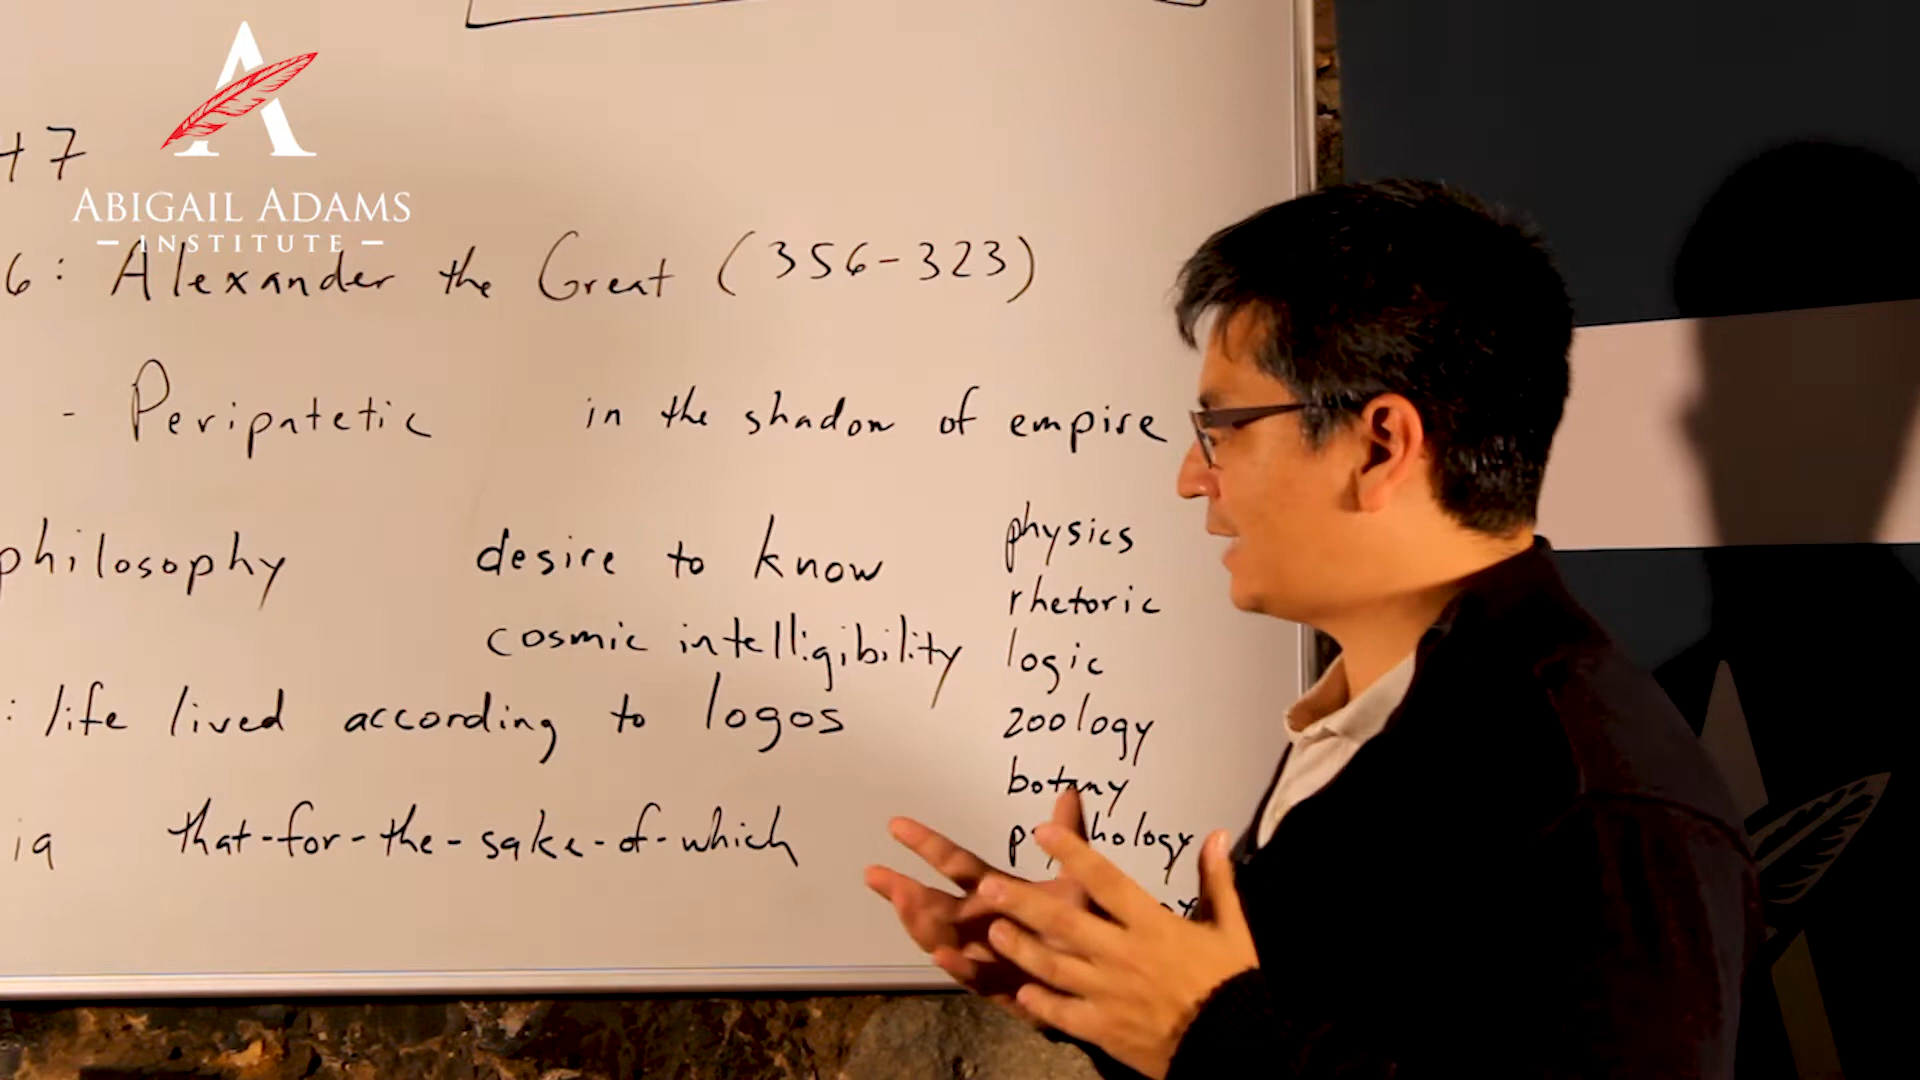 47
ABIGAIL ADAMS
INSTITUTE
6: Alexander the Great (356-323)
- Peripatetic in the shadow of empire
philosophy desire to know physics
rhetoric
cosmic intelligibility logic
: life lived according to logos zoology
botany
ia that-for-the-sake-of-which psychology